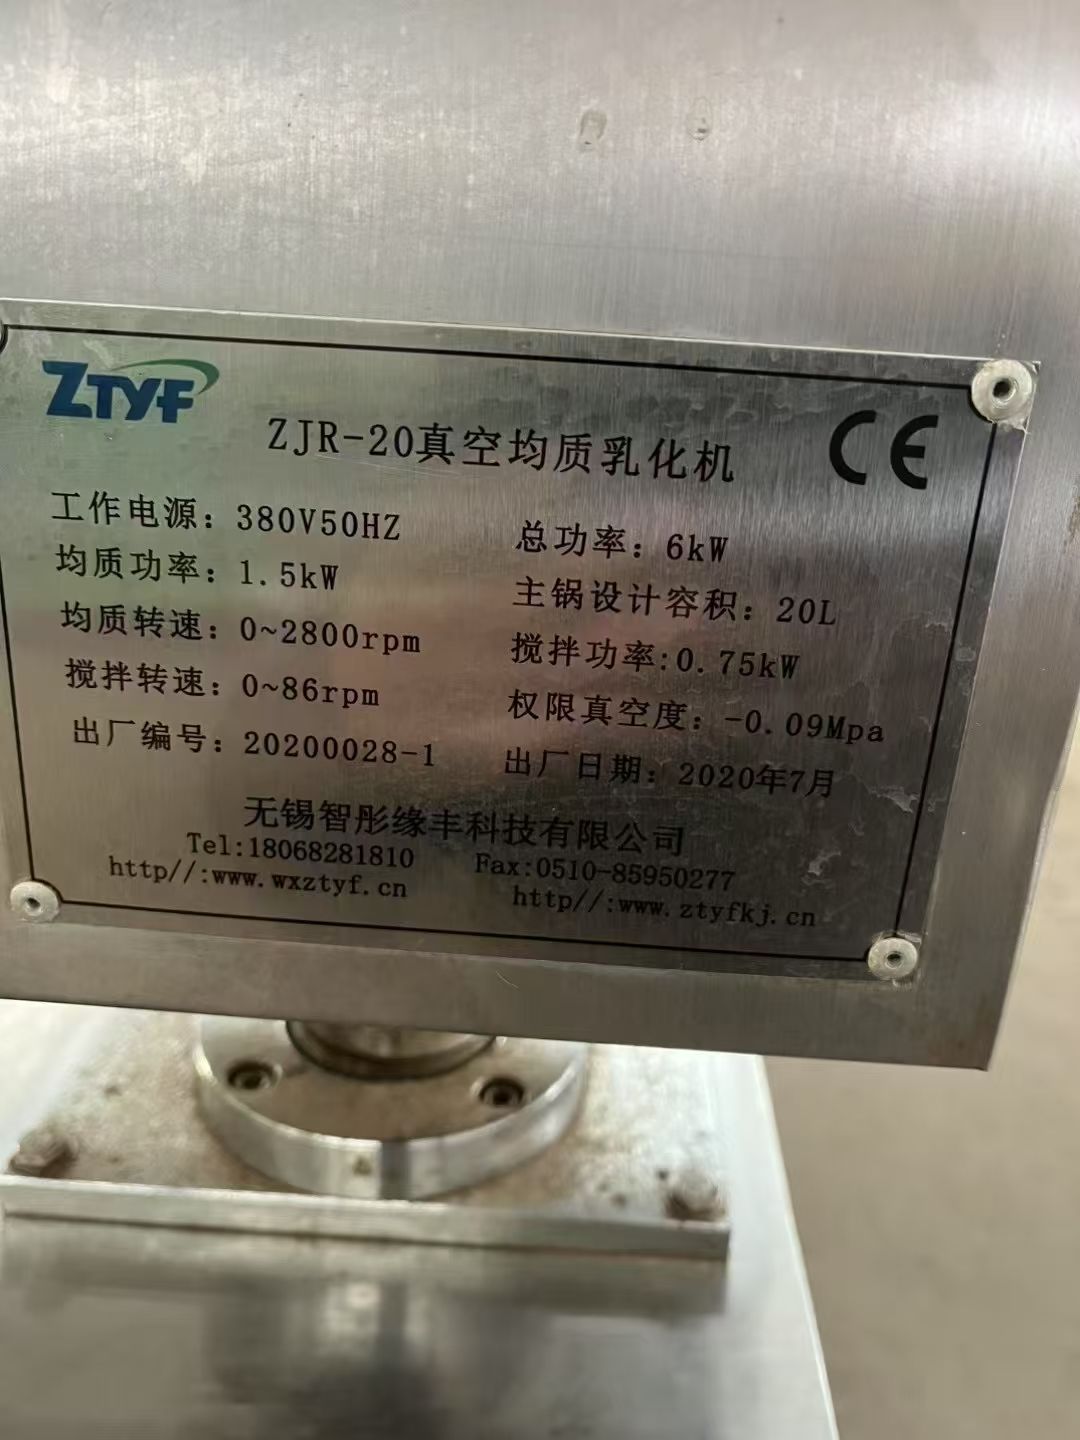 ZTYF
ZJR-20真空均质乳化机
CE
工作电源：380V50HZ
总功率：6kW
均质功率：1.5kW
主锅设计容积：20L
均质转速：0~2800rpm
搅拌功率:0.75kW
搅拌转速：0~86rpm
权限真空度：-0.09Mpa
出厂编号：20200028-1
出厂日期：2020年7月
无锡智彤缘丰科技有限公司
Tel:18068281810
Fax:0510-85950277
http//:www.wxztyf.cn
http//:www.ztyfkj.cn